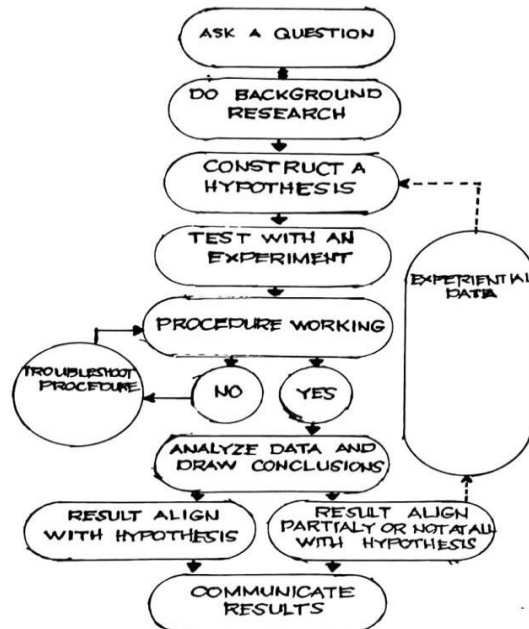 ASK A QUESTION
DO BACKGROUND
RESEARCH
CONSTRUCT A
HYPOTHESIS
TEST WITH AN
EXPERIMENT
EXPERIENTIAL
DATA
PROCEDURE WORKING
TROUBLESHOOT
PROCEDURE
NO
YES
ANALYZE DATA AND
DRAW CONCLUSIONS
RESULT ALIGN
WITH HYPOTHESIS
RESULT ALIGN
PARTIALY OR NOT AT ALL
WITH HYPOTHESIS
COMMUNICATE
RESULTS